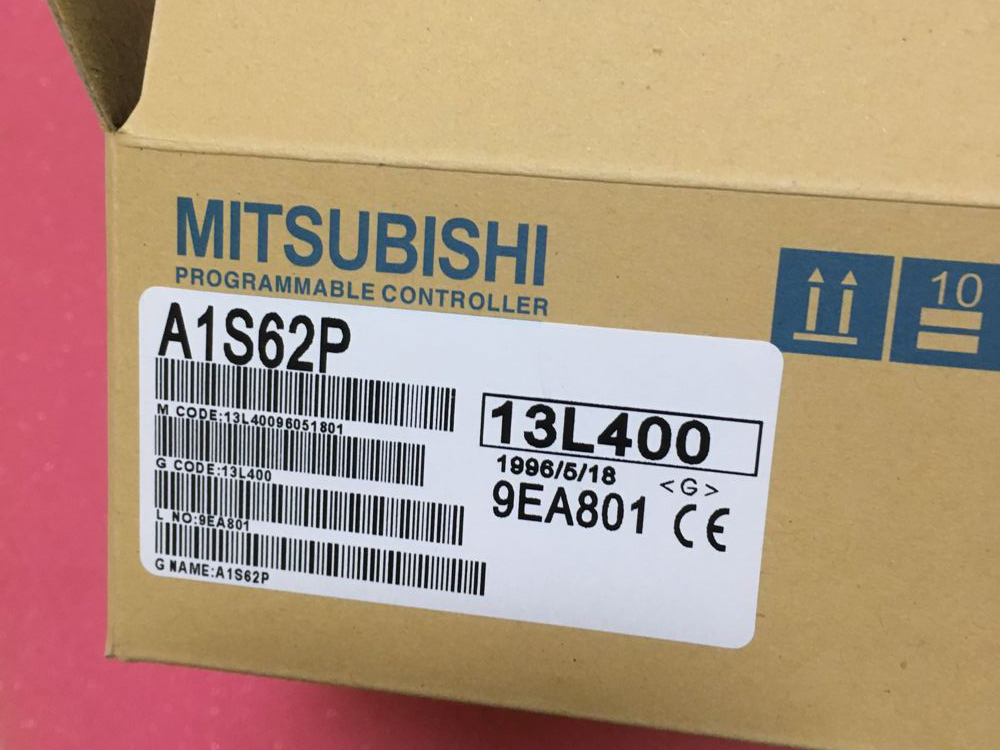 MITSUBISHI
PROGRAMMABLE CONTROLLER
10
A1S62P
M CODE:13L40096051801
G CODE:13L400
L NO:9EA801
G NAME:A1S62P
13L400
1996/5/18 <G>
9EA801 CE